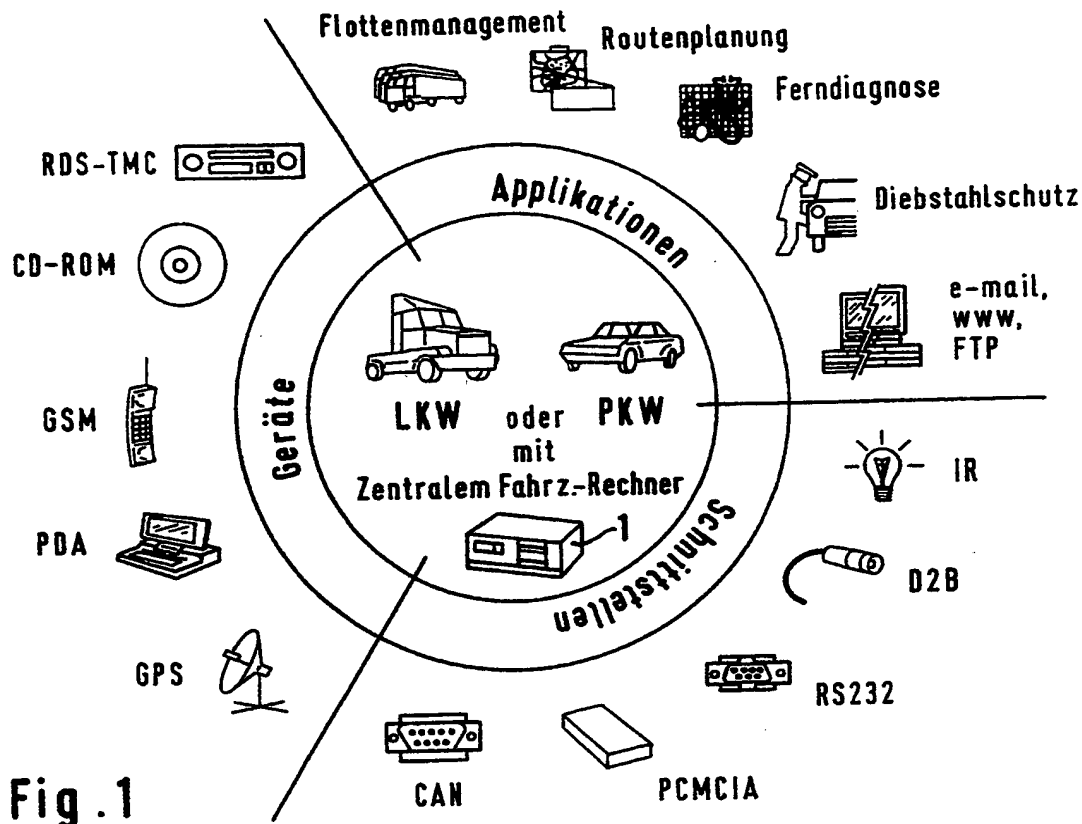 Flottenmanagement
Routenplanung
Ferndiagnose
RDS-TMC
Diebstahlschutz
Applikationen
CD-ROM
e-mail,
www,
FTP
GSM
Geräte
LKW oder PKW
mit
Zentralem Fahrz.-Rechner
1
IR
PDA
Schnittstellen
D2B
GPS
RS232
CAN
PCMCIA
Fig.1